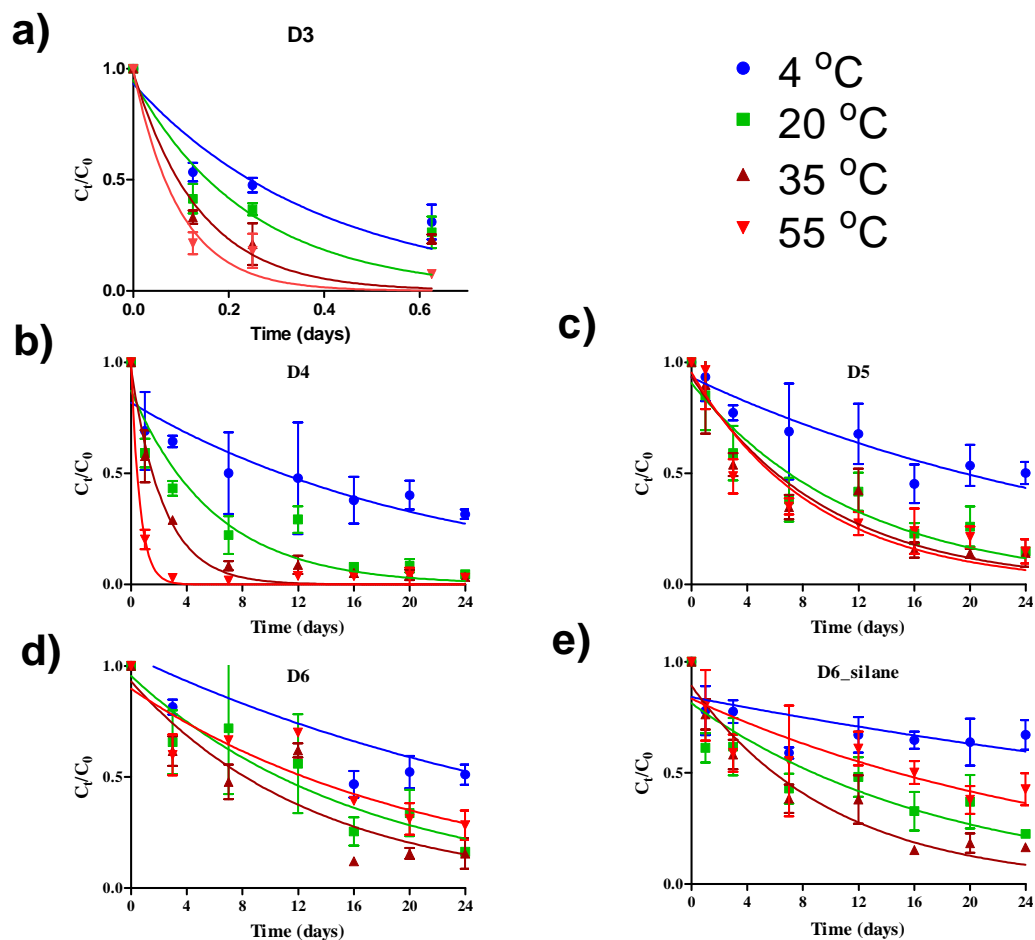 a)
D3
1.0
0.5
0.0
C_t/C_0
0.0 0.2 0.4 0.6
Time (days)
4 °C
20 °C
35 °C
55 °C
b)
D4
1.0
0.5
0.0
C_t/C_0
0 4 8 12 16 20 24
Time (days)
c)
D5
1.0
0.5
0.0
C_t/C_0
0 4 8 12 16 20 24
Time (days)
d)
D6
1.0
0.5
0.0
C_t/C_0
0 4 8 12 16 20 24
Time (days)
e)
D6_silane
1.0
0.5
0.0
C_t/C_0
0 4 8 12 16 20 24
Time (days)